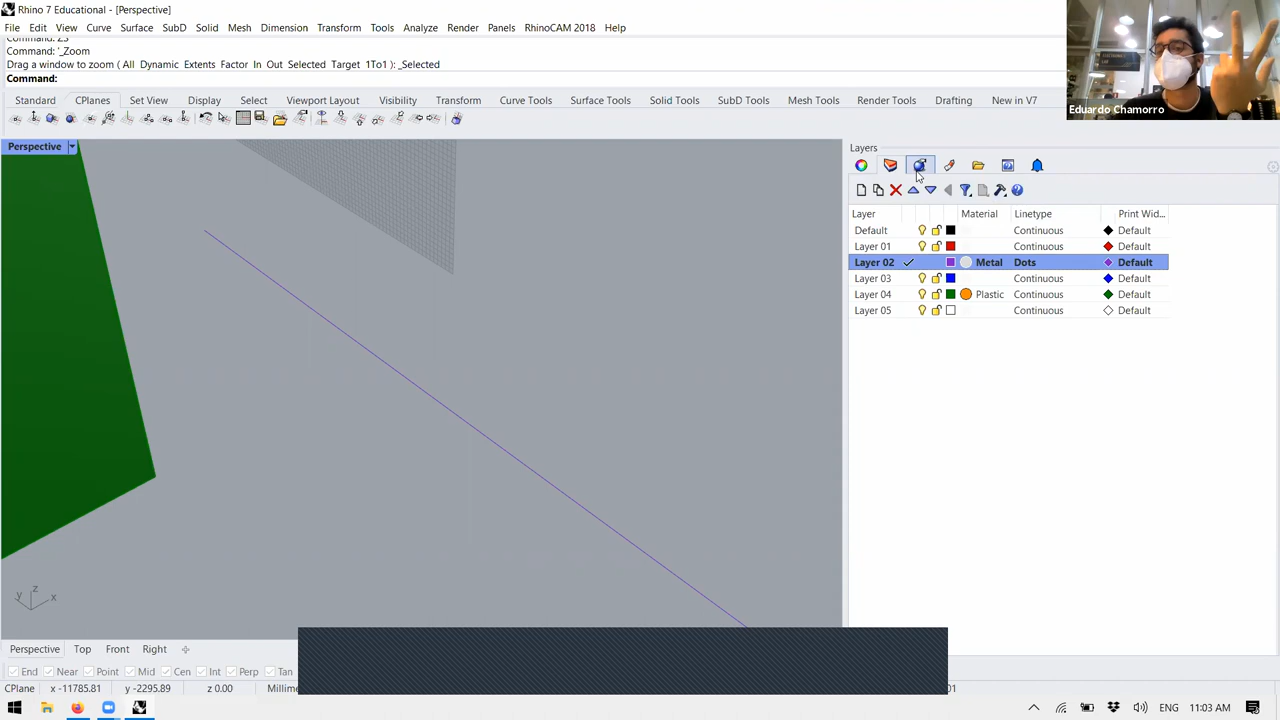 Rhino 7 Educational - [Perspective]
File Edit View Curve Surface SubD Solid Mesh Dimension Transform Tools Analyze Render Panels RhinoCAM 2018 Help
Command: '_Zoom
Drag a window to zoom ( All Dynamic Extents Factor In Out Selected Target 1To1 ): _Selected
Command:
Standard CPlanes Set View Display Select Viewport Layout Visibility Transform Curve Tools Surface Tools Solid Tools SubD Tools Mesh Tools Render Tools Drafting New in V7
Eduardo Chamorro
Perspective
Layers
Layer Material Linetype Print Wid...
Default Continuous Default
Layer 01 Continuous Default
Layer 02 Metal Dots Default
Layer 03 Continuous Default
Layer 04 Plastic Continuous Default
Layer 05 Continuous Default
z
y x
Perspective Top Front Right
End Near Point Mid Cen Int Perp Tan
CPlane x -11785.81 y -2295.89 z 0.00 Millime
ENG 11:03 AM